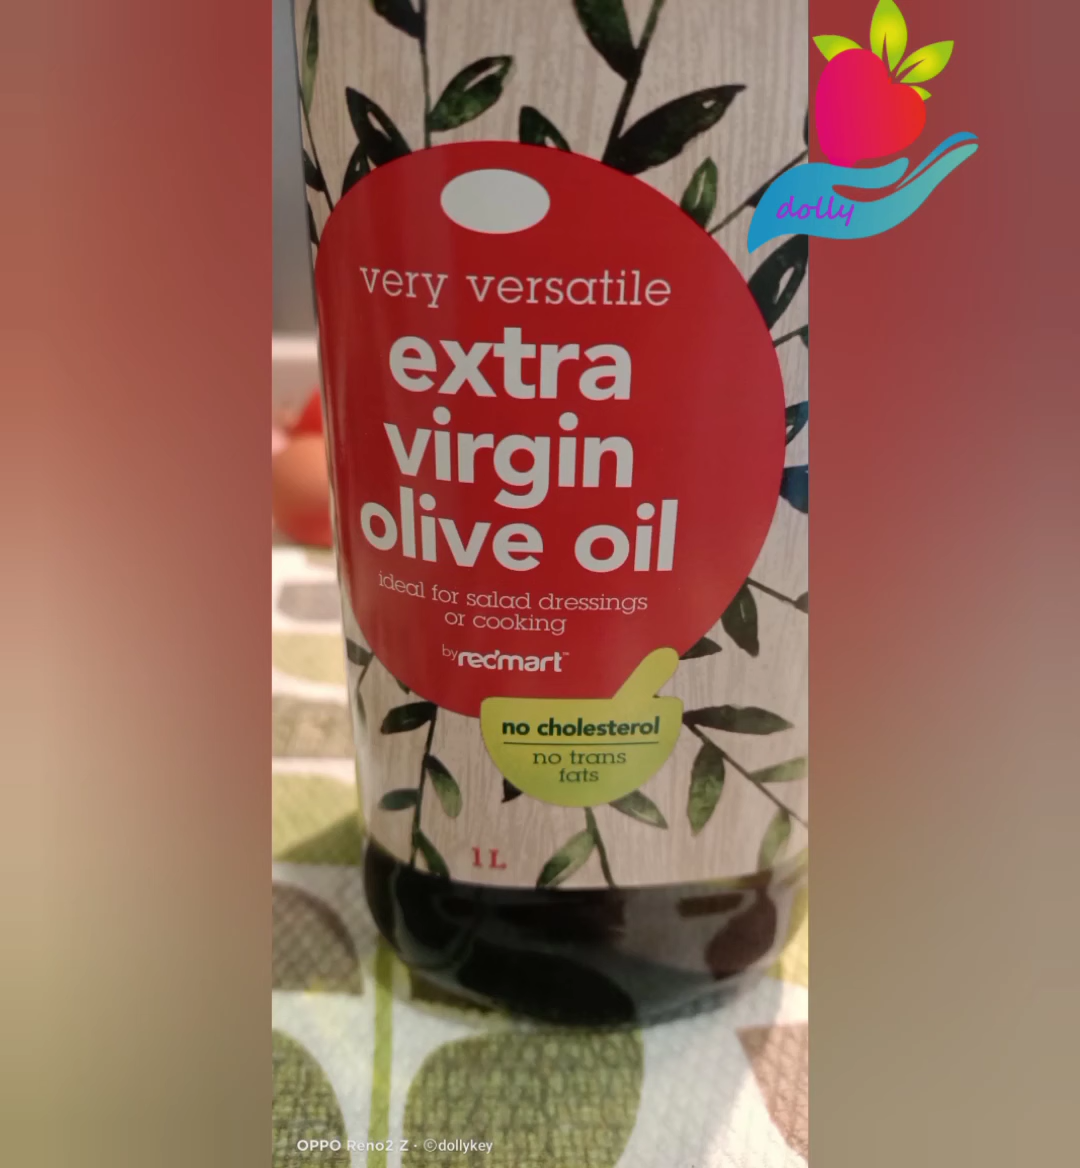 dolly
very versatile
extra
virgin
olive oil
ideal for salad dressings
or cooking
by redmart™
no cholesterol
no trans
fats
1 L
OPPO Reno2 Z · ©dollykey